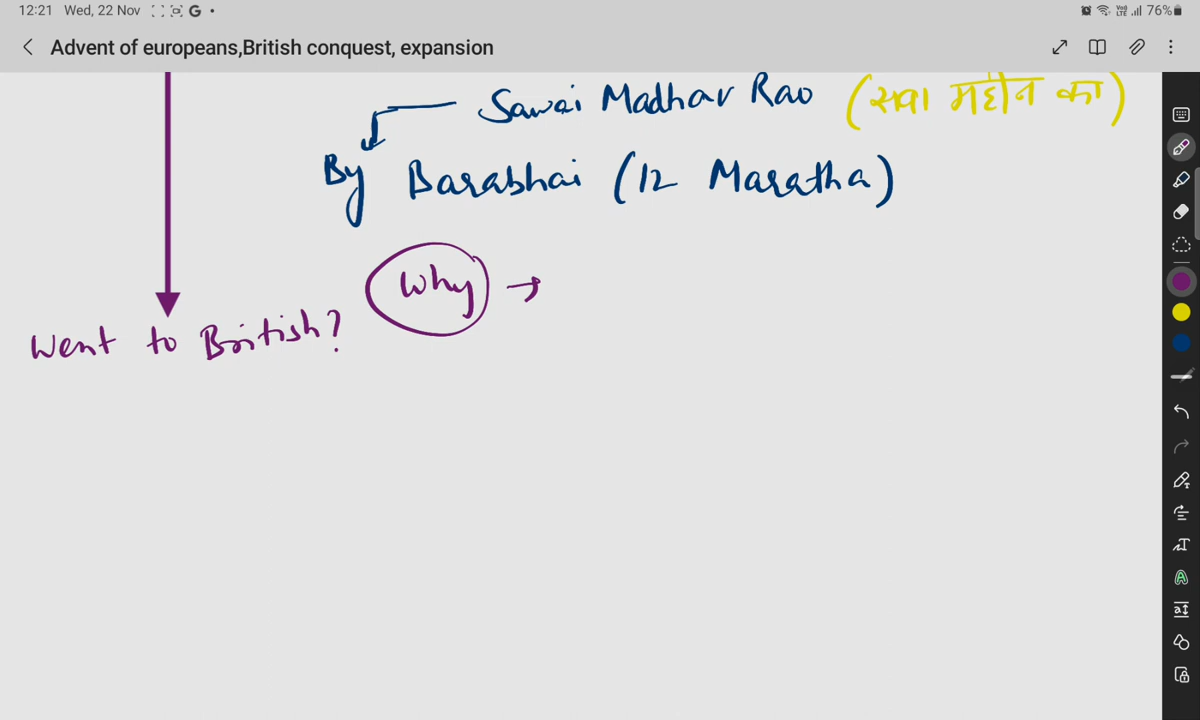 12:21 Wed, 22 Nov G
76%
Advent of europeans,British conquest, expansion
Sawai Madhav Rao (सवा महीने का)
By Barabhai (12 Maratha)
Why →
Went to British?